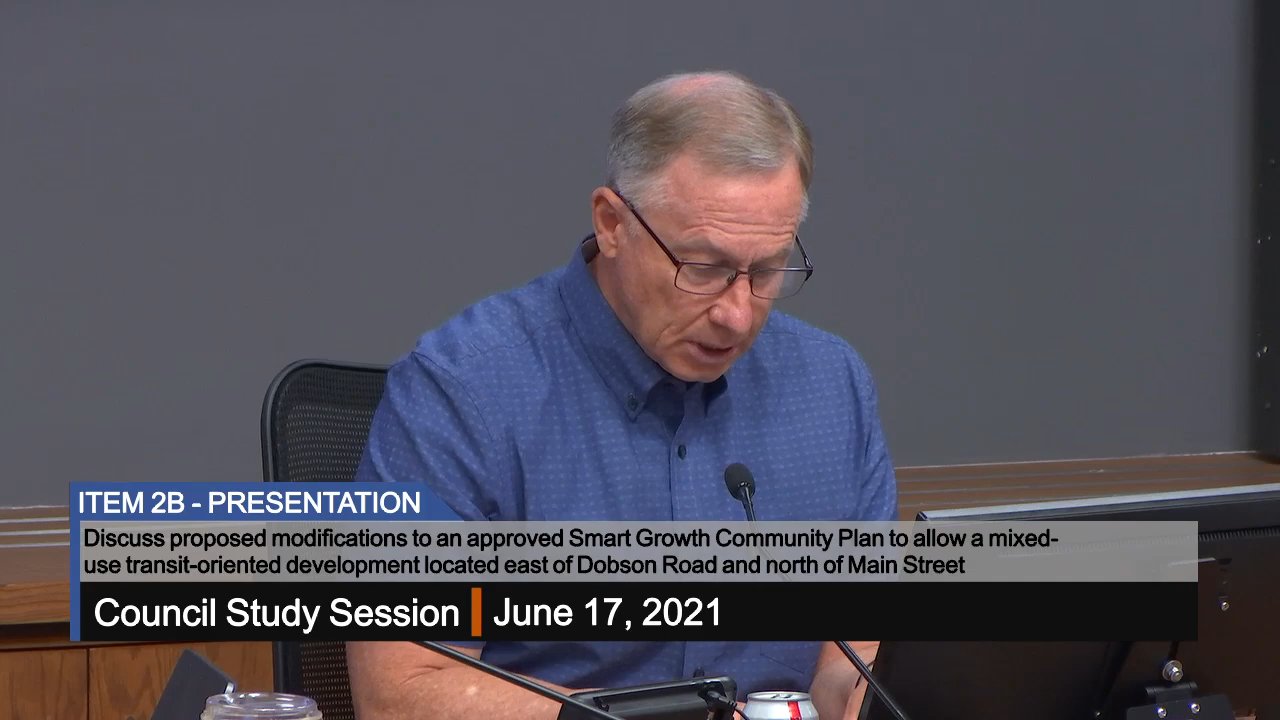 ITEM 2B - PRESENTATION
Discuss proposed modifications to an approved Smart Growth Community Plan to allow a mixed-
use transit-oriented development located east of Dobson Road and north of Main Street
Council Study Session | June 17, 2021